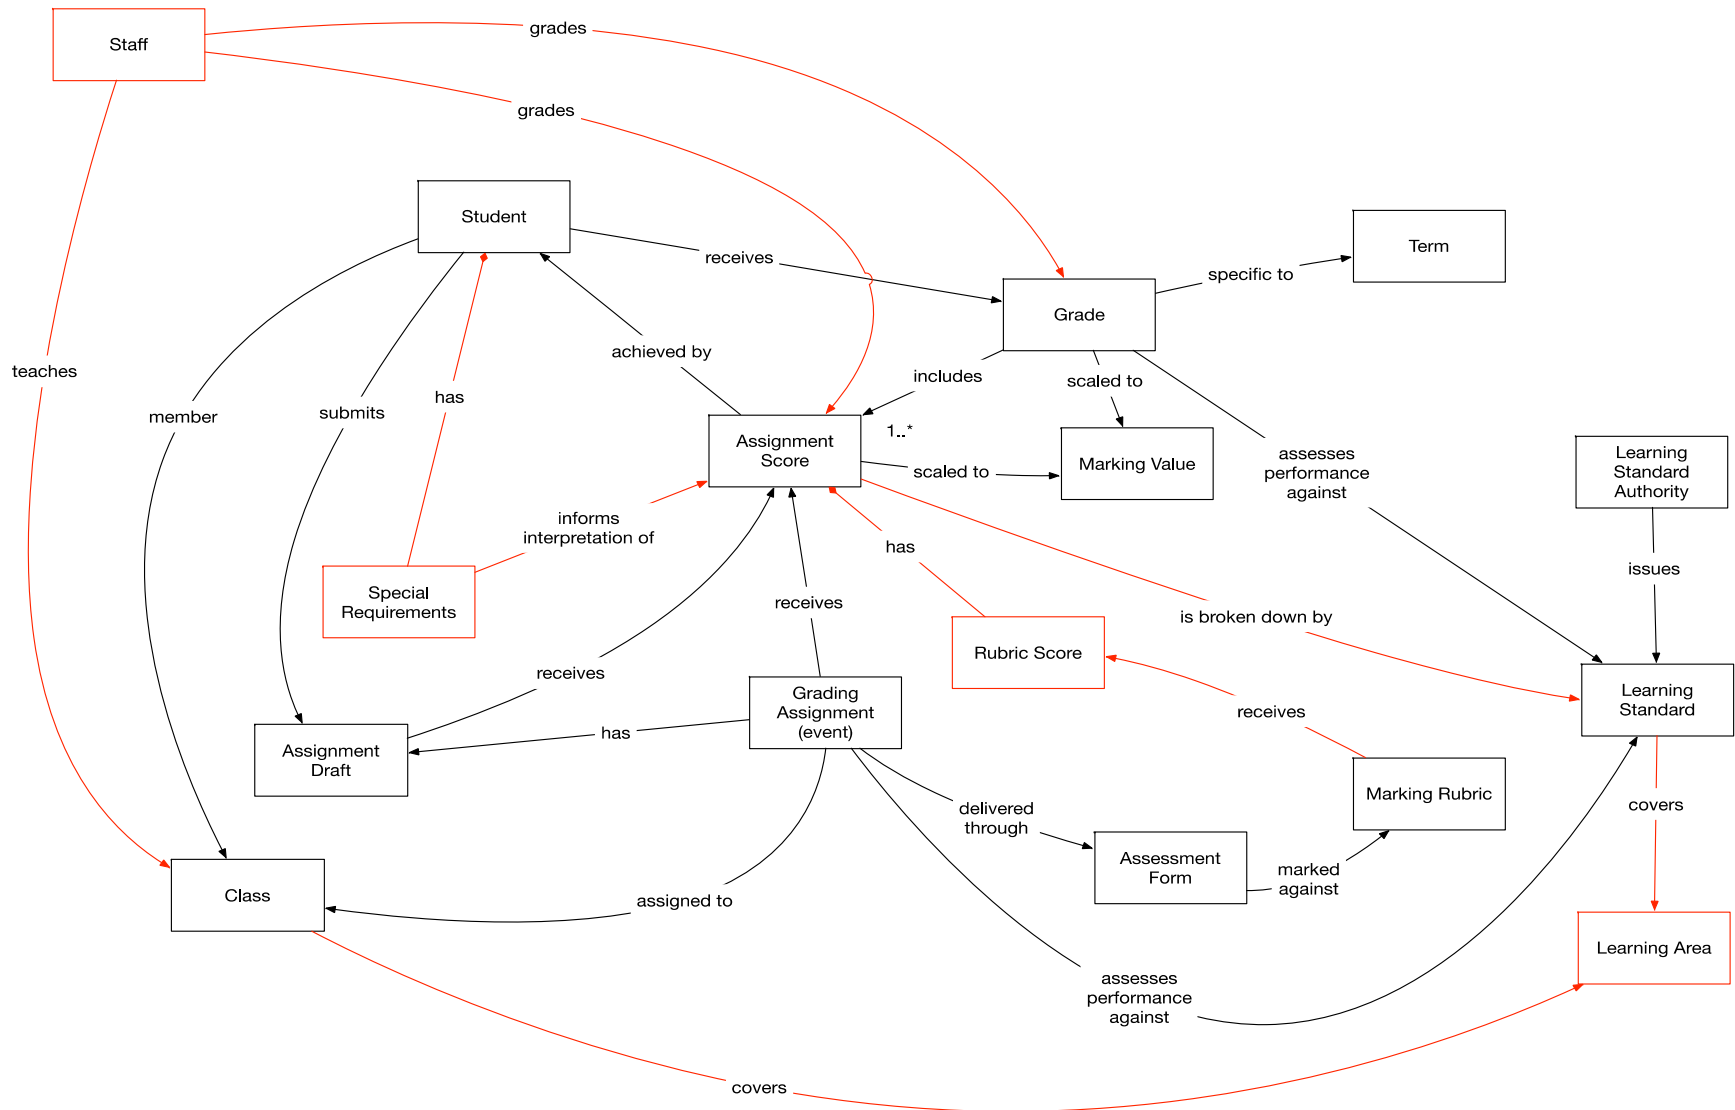 grades
Staff
grades
Student
Term
receives
specific to
Grade
achieved by
teaches
includes
scaled to
has
submits
member
1..*
Assignment
Score
scaled to
Marking Value
assesses
performance
against
Learning
Standard
Authority
informs
interpretation of
has
issues
Special
Requirements
receives
is broken down by
Rubric Score
receives
Grading
Assignment
(event)
Learning
Standard
receives
has
Assignment
Draft
Marking Rubric
covers
delivered
through
Assessment
Form
marked
against
Class
assigned to
Learning Area
assesses
performance
against
covers